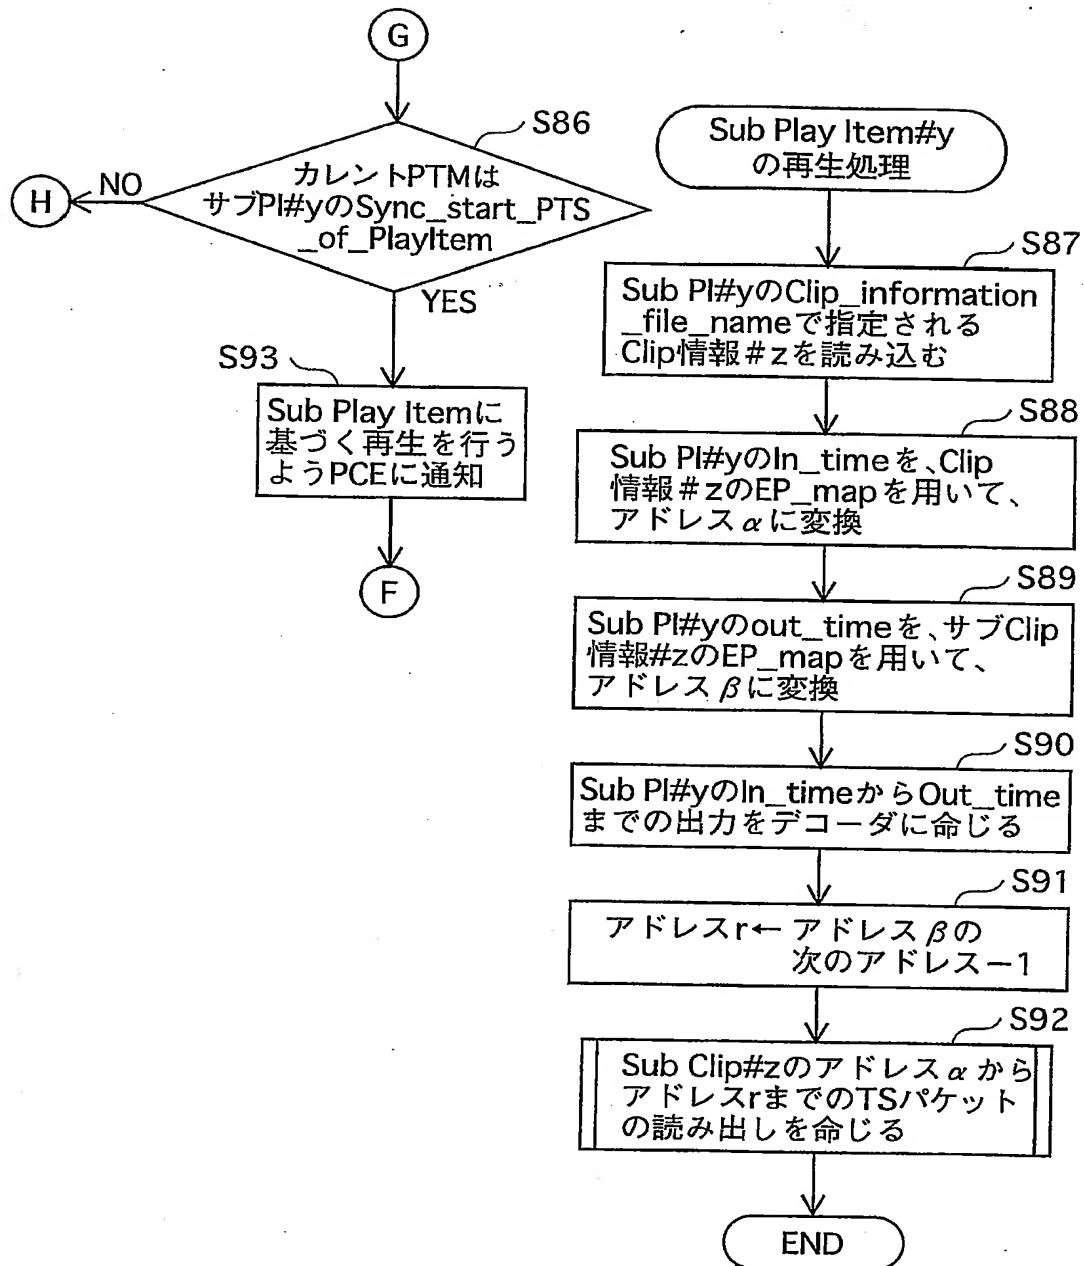 G
S86
カレントPTMは
サブPI#yのSync_start_PTS
_of_PlayItem
NO
H
YES
S93
Sub Play Itemに
基づく再生を行う
ようPCEに通知
F
Sub Play Item#y
の再生処理
S87
Sub PI#yのClip_information
_file_nameで指定される
Clip情報#zを読み込む
S88
Sub PI#yのIn_timeを、Clip
情報#zのEP_mapを用いて、
アドレスαに変換
S89
Sub PI#yのout_timeを、サブClip
情報#zのEP_mapを用いて、
アドレスβに変換
S90
Sub PI#yのIn_timeからOut_time
までの出力をデコーダに命じる
S91
アドレスr← アドレスβの
次のアドレス−1
S92
Sub Clip#zのアドレスαから
アドレスrまでのTSパケット
の読み出しを命じる
END